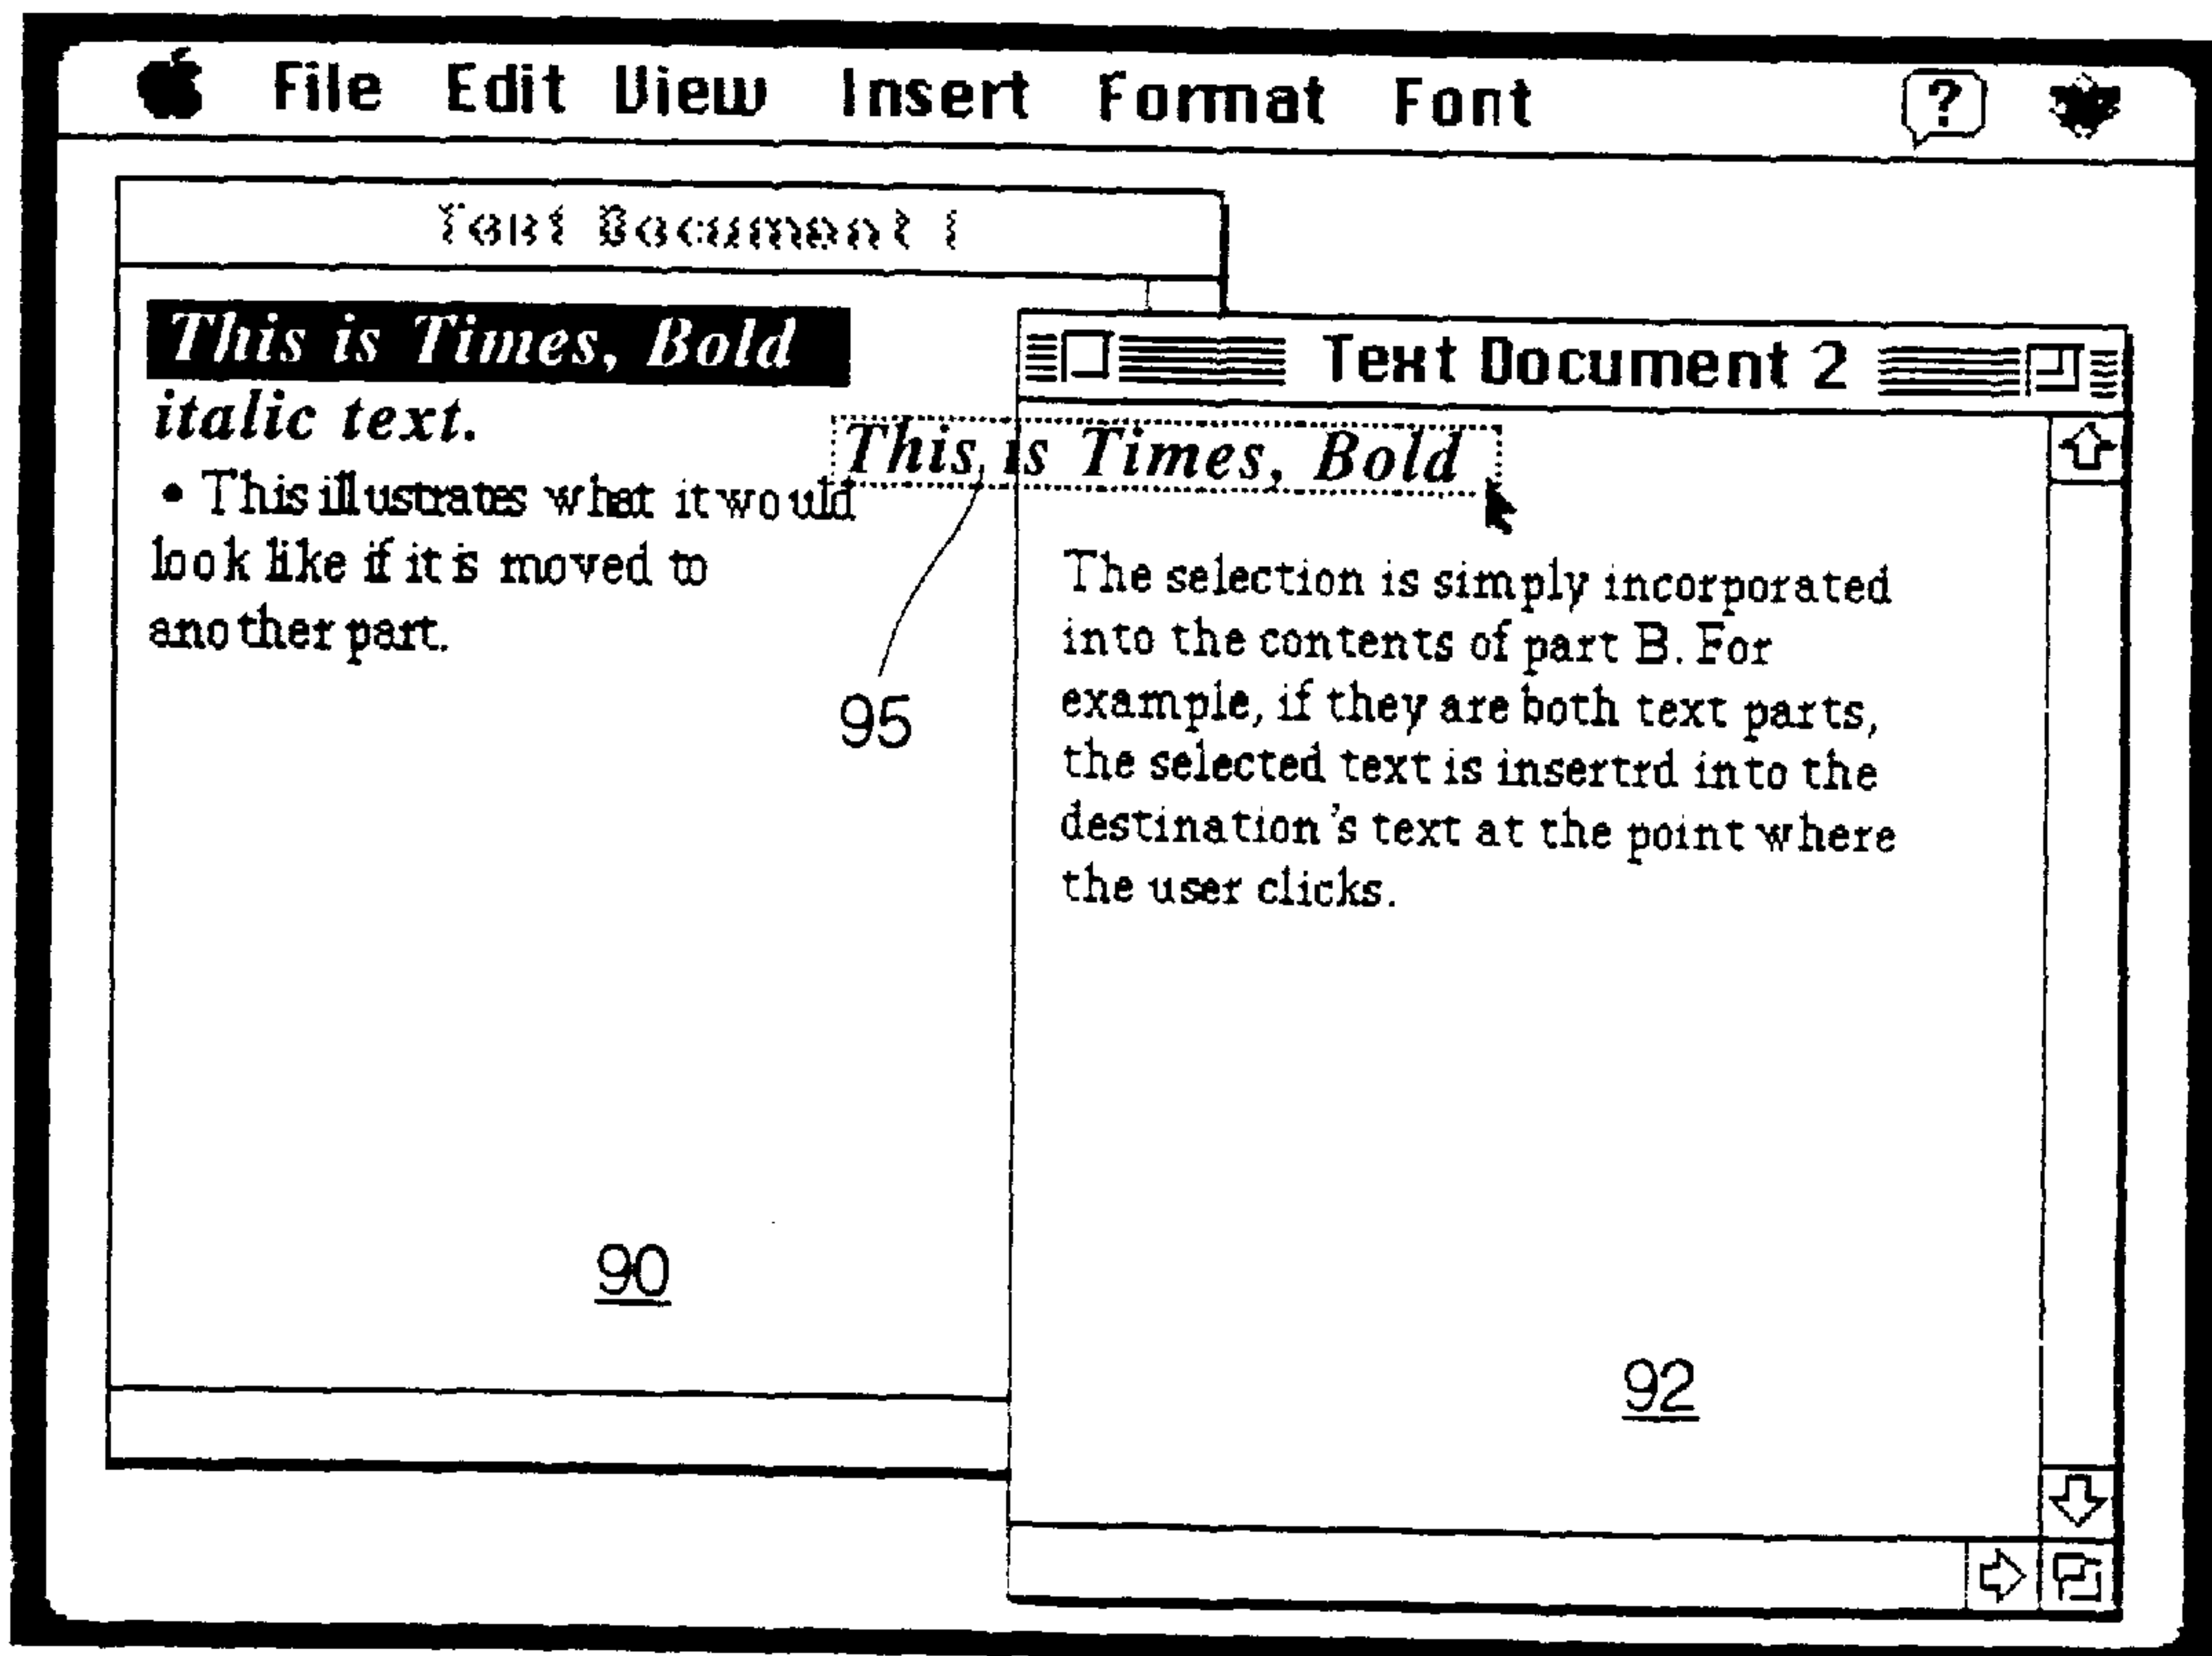 File Edit View Insert Format Font ?
Text Document 1
This is Times, Bold
italic text.
• This illustrates what it would
look like if it is moved to
another part.
90
Text Document 2
This is Times, Bold
95
The selection is simply incorporated
into the contents of part B. For
example, if they are both text parts,
the selected text is insertrd into the
destination's text at the point where
the user clicks.
92